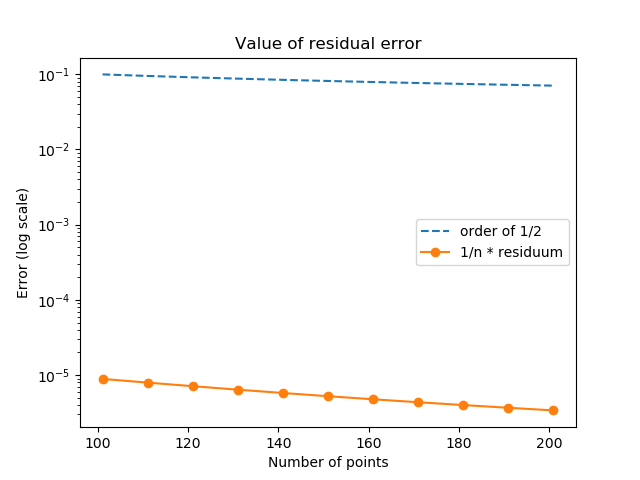 Value of residual error
10⁻¹
10⁻²
10⁻³
10⁻⁴
10⁻⁵
Error (log scale)
order of 1/2
1/n * residuum
100 120 140 160 180 200
Number of points